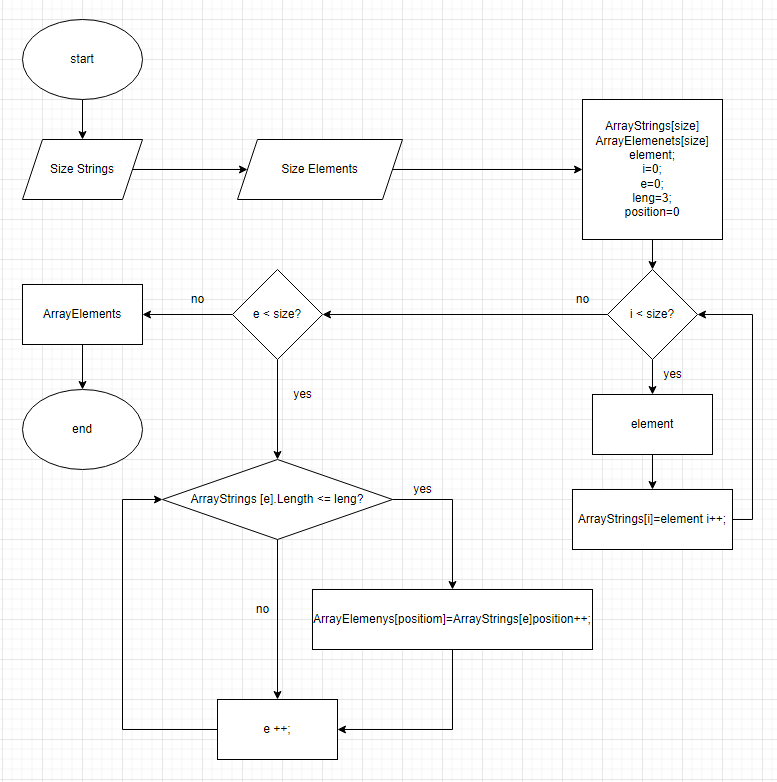 start
Size Strings
Size Elements
ArrayStrings[size]
ArrayElemenets[size]
element;
i=0;
e=0;
leng=3;
position=0
ArrayElements
no
e < size?
no
i < size?
yes
yes
element
end
ArrayStrings [e].Length <= leng?
yes
ArrayStrings[i]=element i++;
no
ArrayElemenys[positiom]=ArrayStrings[e]position++;
e ++;